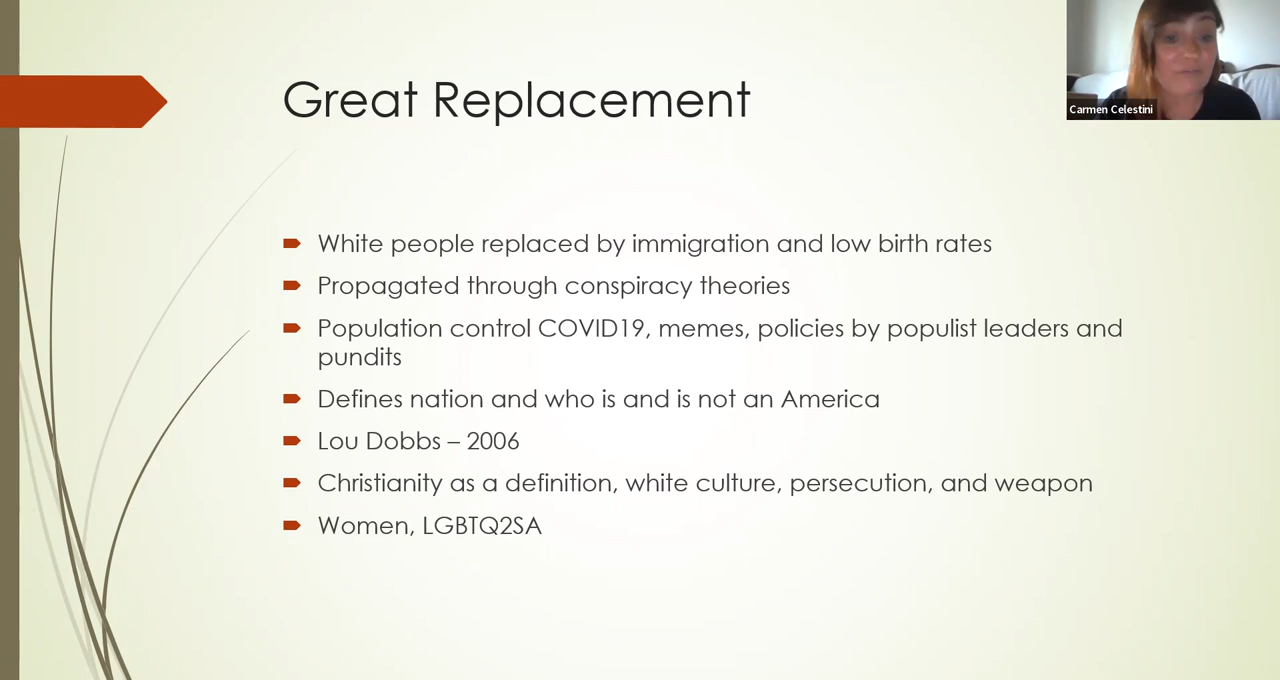 Great Replacement
Carmen Celestini
White people replaced by immigration and low birth rates
Propagated through conspiracy theories
Population control COVID19, memes, policies by populist leaders and
pundits
Defines nation and who is and is not an America
Lou Dobbs – 2006
Christianity as a definition, white culture, persecution, and weapon
Women, LGBTQ2SA